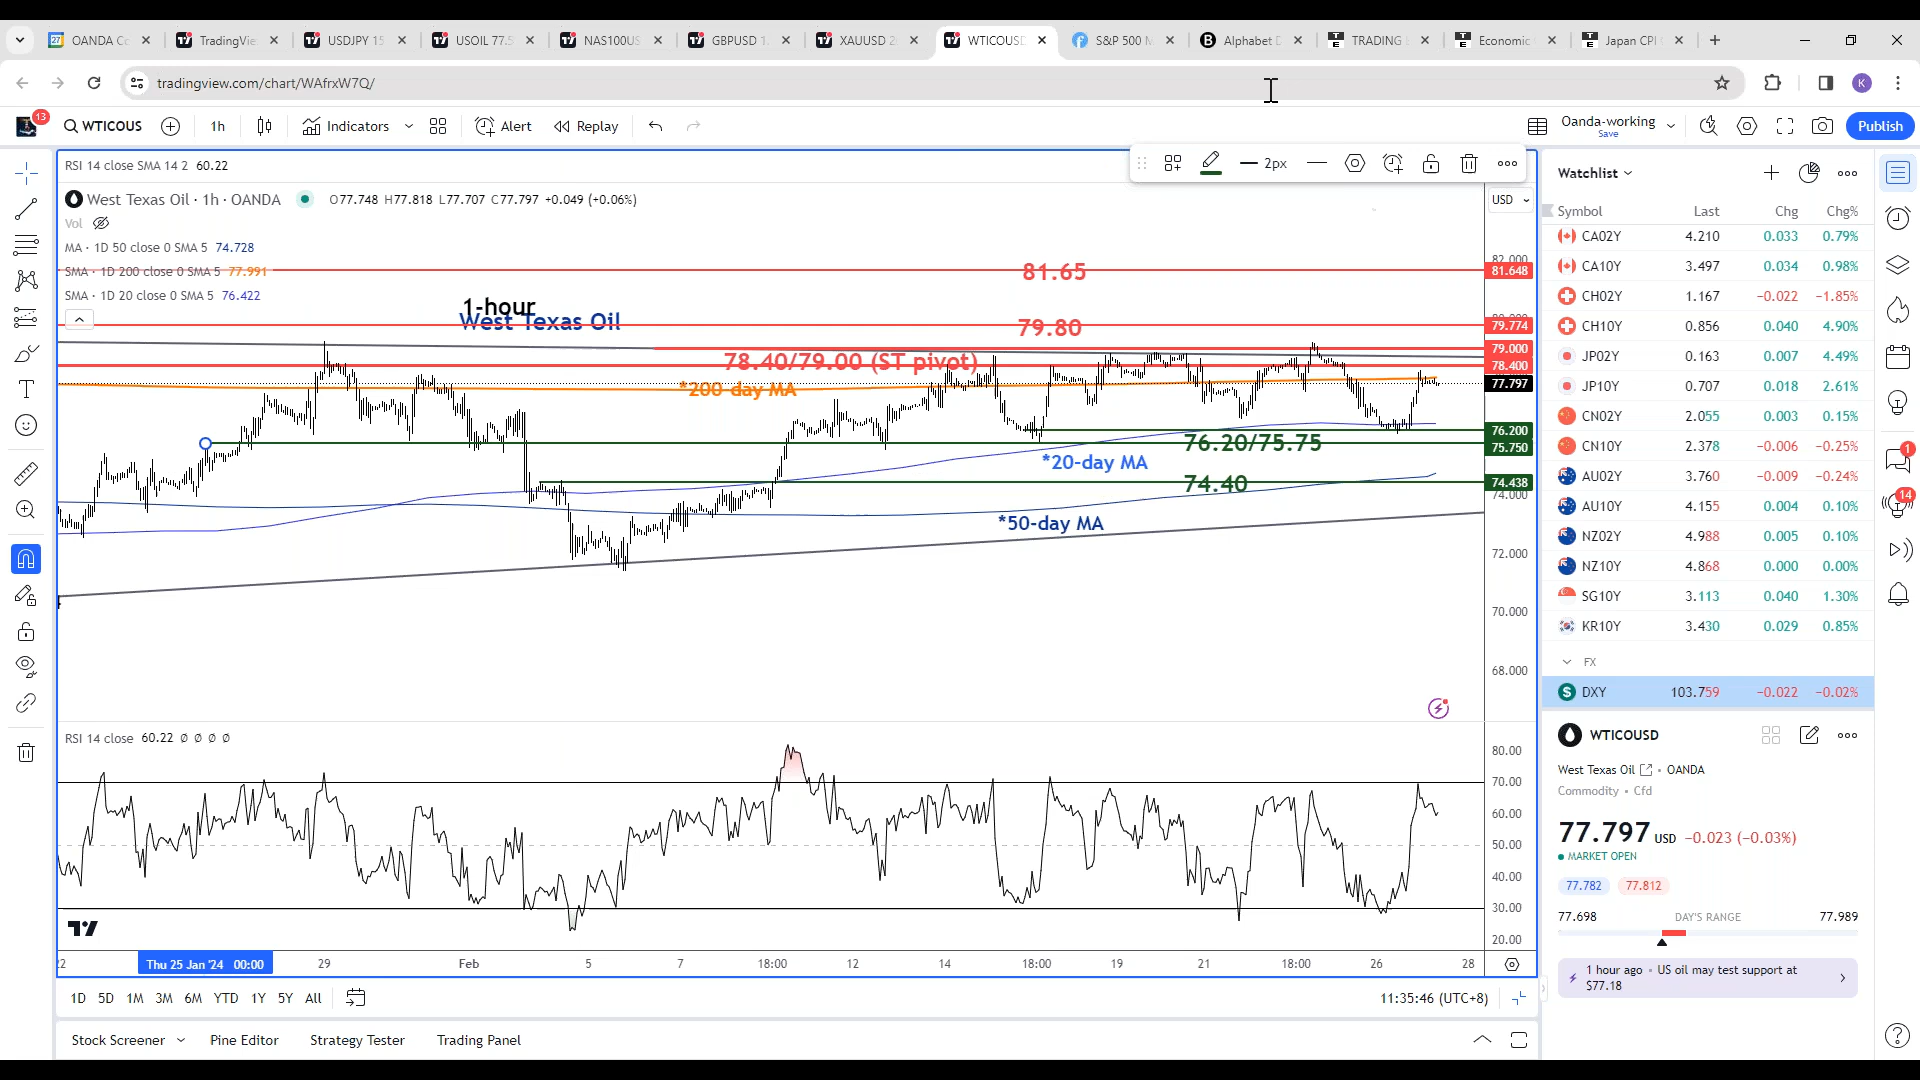 OANDA Co
TradingVie
USDJPY 15
USOIL 77.5
NAS100US
GBPUSD 1.
XAUUSD 20
WTICOUSD
S&P 500 M
Alphabet D
TRADING E
Economic
Japan CPI
tradingview.com/chart/WAfrxW7Q/
K
13
WTICOUS
1h
Indicators
Alert
Replay
Oanda-working
Save
Publish
RSI 14 close SMA 14 2 60.22
2px
West Texas Oil · 1h · OANDA O77.748 H77.818 L77.707 C77.797 +0.049 (+0.06%)
USD
Vol
MA · 1D 50 close 0 SMA 5 74.728
SMA · 1D 200 close 0 SMA 5 77.991
SMA · 1D 20 close 0 SMA 5 76.422
81.65
1-hour
West Texas Oil
79.80
78.40/79.00 (ST pivot)
*200-day MA
76.20/75.75
*20-day MA
74.40
*50-day MA
82.000
81.648
79.774
79.000
78.400
77.797
76.200
75.750
74.438
74.000
72.000
70.000
68.000
RSI 14 close 60.22 Ø Ø Ø Ø
80.00
70.00
60.00
50.00
40.00
30.00
20.00
22
Thu 25 Jan '24 00:00
29
Feb
5
7
18:00
12
14
18:00
19
21
18:00
26
28
1D 5D 1M 3M 6M YTD 1Y 5Y All
11:35:46 (UTC+8)
Stock Screener
Pine Editor
Strategy Tester
Trading Panel
Watchlist
Symbol Last Chg Chg%
CA02Y 4.210 0.033 0.79%
CA10Y 3.497 0.034 0.98%
CH02Y 1.167 −0.022 −1.85%
CH10Y 0.856 0.040 4.90%
JP02Y 0.163 0.007 4.49%
JP10Y 0.707 0.018 2.61%
CN02Y 2.055 0.003 0.15%
CN10Y 2.378 −0.006 −0.25%
AU02Y 3.760 −0.009 −0.24%
AU10Y 4.155 0.004 0.10%
NZ02Y 4.988 0.005 0.10%
NZ10Y 4.868 0.000 0.00%
SG10Y 3.113 0.040 1.30%
KR10Y 3.430 0.029 0.85%
FX
DXY 103.759 −0.022 −0.02%
WTICOUSD
West Texas Oil • OANDA
Commodity • Cfd
77.797 USD −0.023 (−0.03%)
MARKET OPEN
77.782 77.812
77.698 DAY'S RANGE 77.989
1 hour ago • US oil may test support at
$77.18
1
14